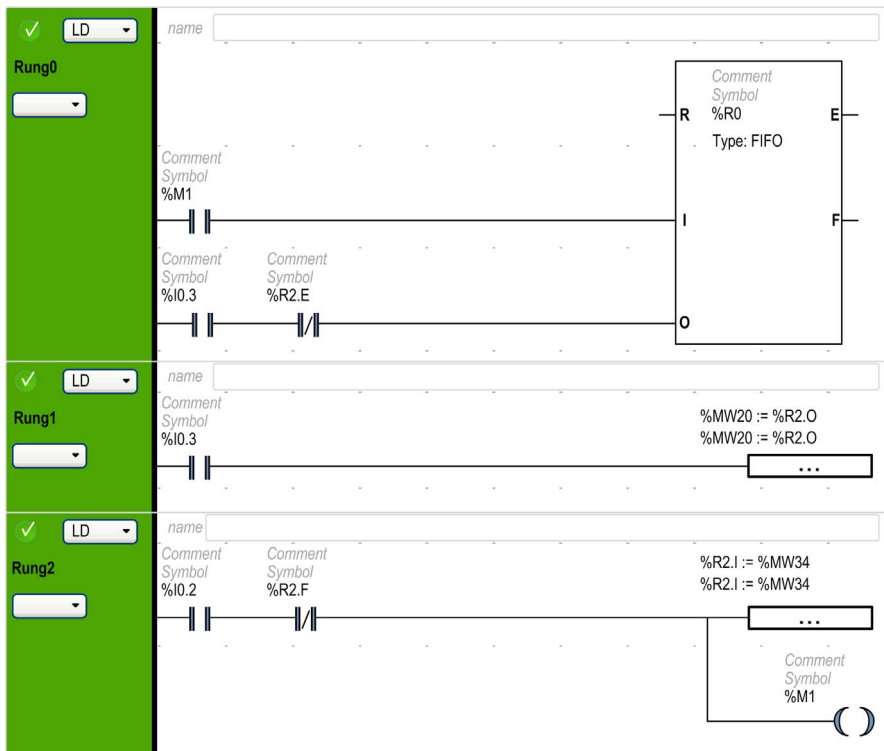 LD
name
Rung0
Comment
Symbol
%R0
R
E
Type: FIFO
Comment
Symbol
%M1
I
F
Comment
Comment
Symbol
Symbol
%I0.3
%R2.E
/
O
LD
name
Rung1
Comment
Symbol
%I0.3
%MW20 := %R2.O
%MW20 := %R2.O
...
LD
name
Rung2
Comment
Comment
Symbol
Symbol
%I0.2
%R2.F
/
%R2.I := %MW34
%R2.I := %MW34
...
Comment
Symbol
%M1